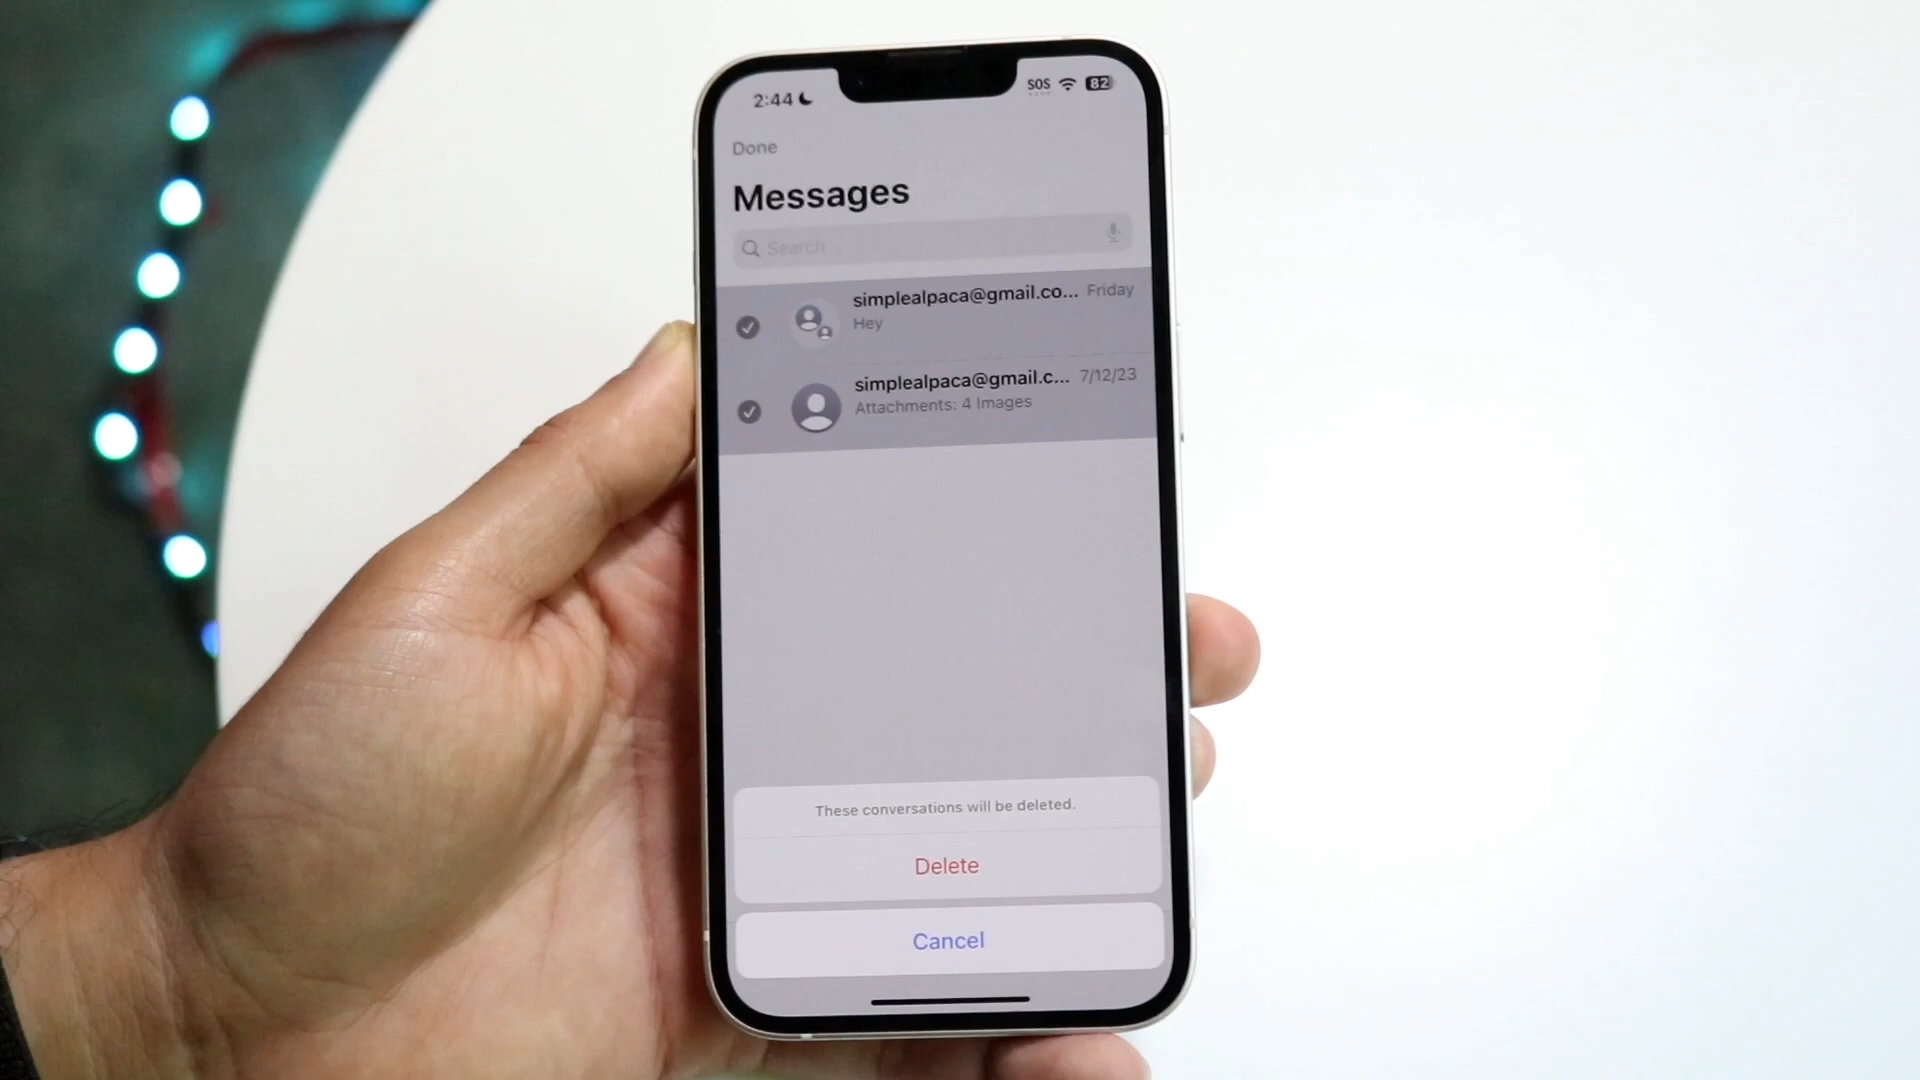 2:44 SOS 82
Done
Messages
Search
simplealpaca@gmail.co... Friday
Hey
simplealpaca@gmail.c... 7/12/23
Attachments: 4 Images
These conversations will be deleted.
Delete
Cancel